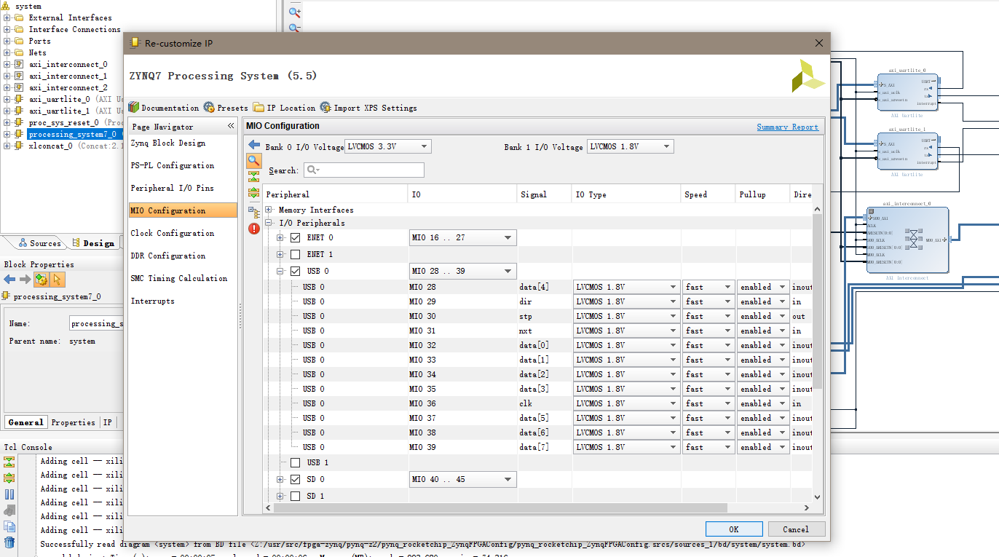 system
External Interfaces
Interface Connections
Ports
Nets
axi_interconnect_0
axi_interconnect_1
axi_interconnect_2
axi_uartlite_0 (AXI Ua
axi_uartlite_1 (AXI Ua
proc_sys_reset_0 (Proc
processing_system7_0 (
xlconcat_0 (Concat:2.1
Sources
Design
Block Properties
processing_system7_0
Name: processing_s
Parent name: system
General Properties IP
Tcl Console
Adding cell -- xili
Adding cell -- xili
Adding cell -- xili
Adding cell -- xili
Adding cell -- xili
Adding cell -- xili
Successfully read diagram <system> from BD file <Z:/usr/src/fpga-zynq/pynq-z2/pynq_rocketchip_ZynqFPGAConfig/pynq_rocketchip_ZynqFPGAConfig.srcs/sources_1/bd/system/system.bd>
Re-customize IP
ZYNQ7 Processing System (5.5)
Documentation Presets IP Location Import XPS Settings
Page Navigator «
Zynq Block Design
PS-PL Configuration
Peripheral I/O Pins
MIO Configuration
Clock Configuration
DDR Configuration
SMC Timing Calculation
Interrupts
MIO Configuration Summary Report
Bank 0 I/O Voltage LVCMOS 3.3V Bank 1 I/O Voltage LVCMOS 1.8V
Search:
Peripheral IO Signal IO Type Speed Pullup Dire
Memory Interfaces
I/O Peripherals
ENET 0 MIO 16 .. 27
ENET 1
USB 0 MIO 28 .. 39
USB 0 MIO 28 data[4] LVCMOS 1.8V fast enabled inout
USB 0 MIO 29 dir LVCMOS 1.8V fast enabled in
USB 0 MIO 30 stp LVCMOS 1.8V fast enabled out
USB 0 MIO 31 nxt LVCMOS 1.8V fast enabled in
USB 0 MIO 32 data[0] LVCMOS 1.8V fast enabled inout
USB 0 MIO 33 data[1] LVCMOS 1.8V fast enabled inout
USB 0 MIO 34 data[2] LVCMOS 1.8V fast enabled inout
USB 0 MIO 35 data[3] LVCMOS 1.8V fast enabled inout
USB 0 MIO 36 clk LVCMOS 1.8V fast enabled in
USB 0 MIO 37 data[5] LVCMOS 1.8V fast enabled inout
USB 0 MIO 38 data[6] LVCMOS 1.8V fast enabled inout
USB 0 MIO 39 data[7] LVCMOS 1.8V fast enabled inout
USB 1
SD 0 MIO 40 .. 45
SD 1
OK Cancel
axi_uartlite_0
S_AXI UART
s_axi_aclk rx
s_axi_aresetn tx
interrupt
AXI Uartlite
axi_uartlite_1
S_AXI UART
s_axi_aclk rx
s_axi_aresetn tx
interrupt
AXI Uartlite
axi_interconnect_0
S00_AXI
ACLK
ARESETN[0:0]
S00_ACLK M00_AXI
S00_ARESETN[0:0]
M00_ACLK
M00_ARESETN[0:0]
AXI Interconnect